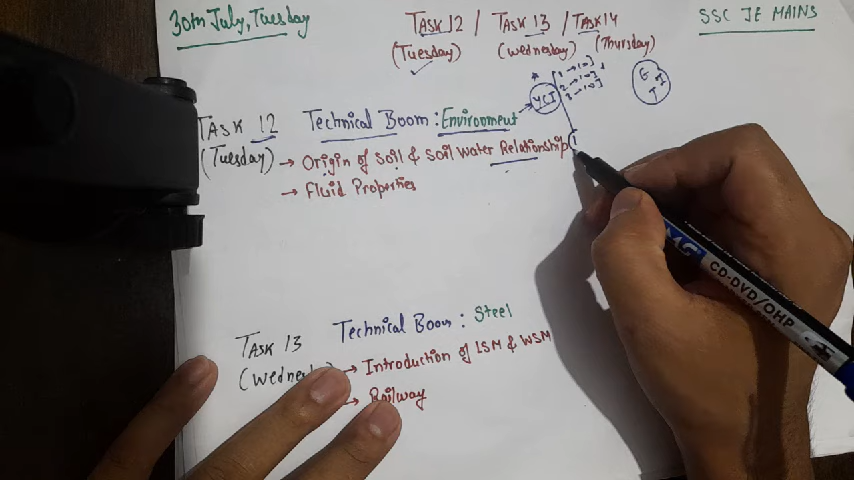 30th July, Tuesday
TASK 12 / TASK 13 / TASK 14
SSC JE MAINS
(Tuesday) (Wednesday) (Thursday)
YCT
TASK 12 Technical Boom : Environment
(Tuesday) → Origin of Soil & Soil Water Relationship
→ Fluid Properties
TASK 13 Technical Boom : Steel
→ Introduction of LSM & WSM
→ Railway
CD-DVD/OHP